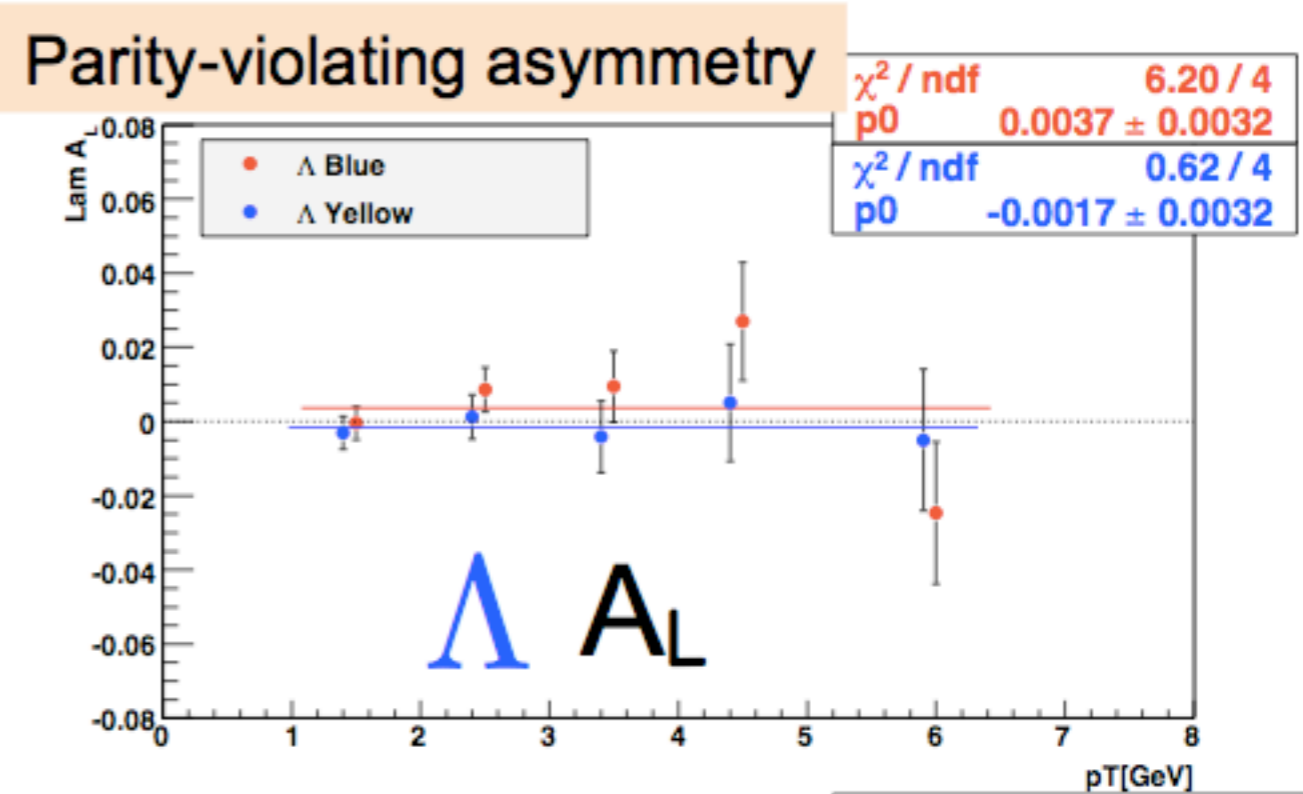 Parity-violating asymmetry
χ² / ndf 6.20 / 4
p0 0.0037 ± 0.0032
χ² / ndf 0.62 / 4
p0 -0.0017 ± 0.0032
Lam A_L
Λ Blue
Λ Yellow
0.08
0.06
0.04
0.02
0
-0.02
-0.04
-0.06
-0.08
Λ A_L
0 1 2 3 4 5 6 7 8
pT[GeV]